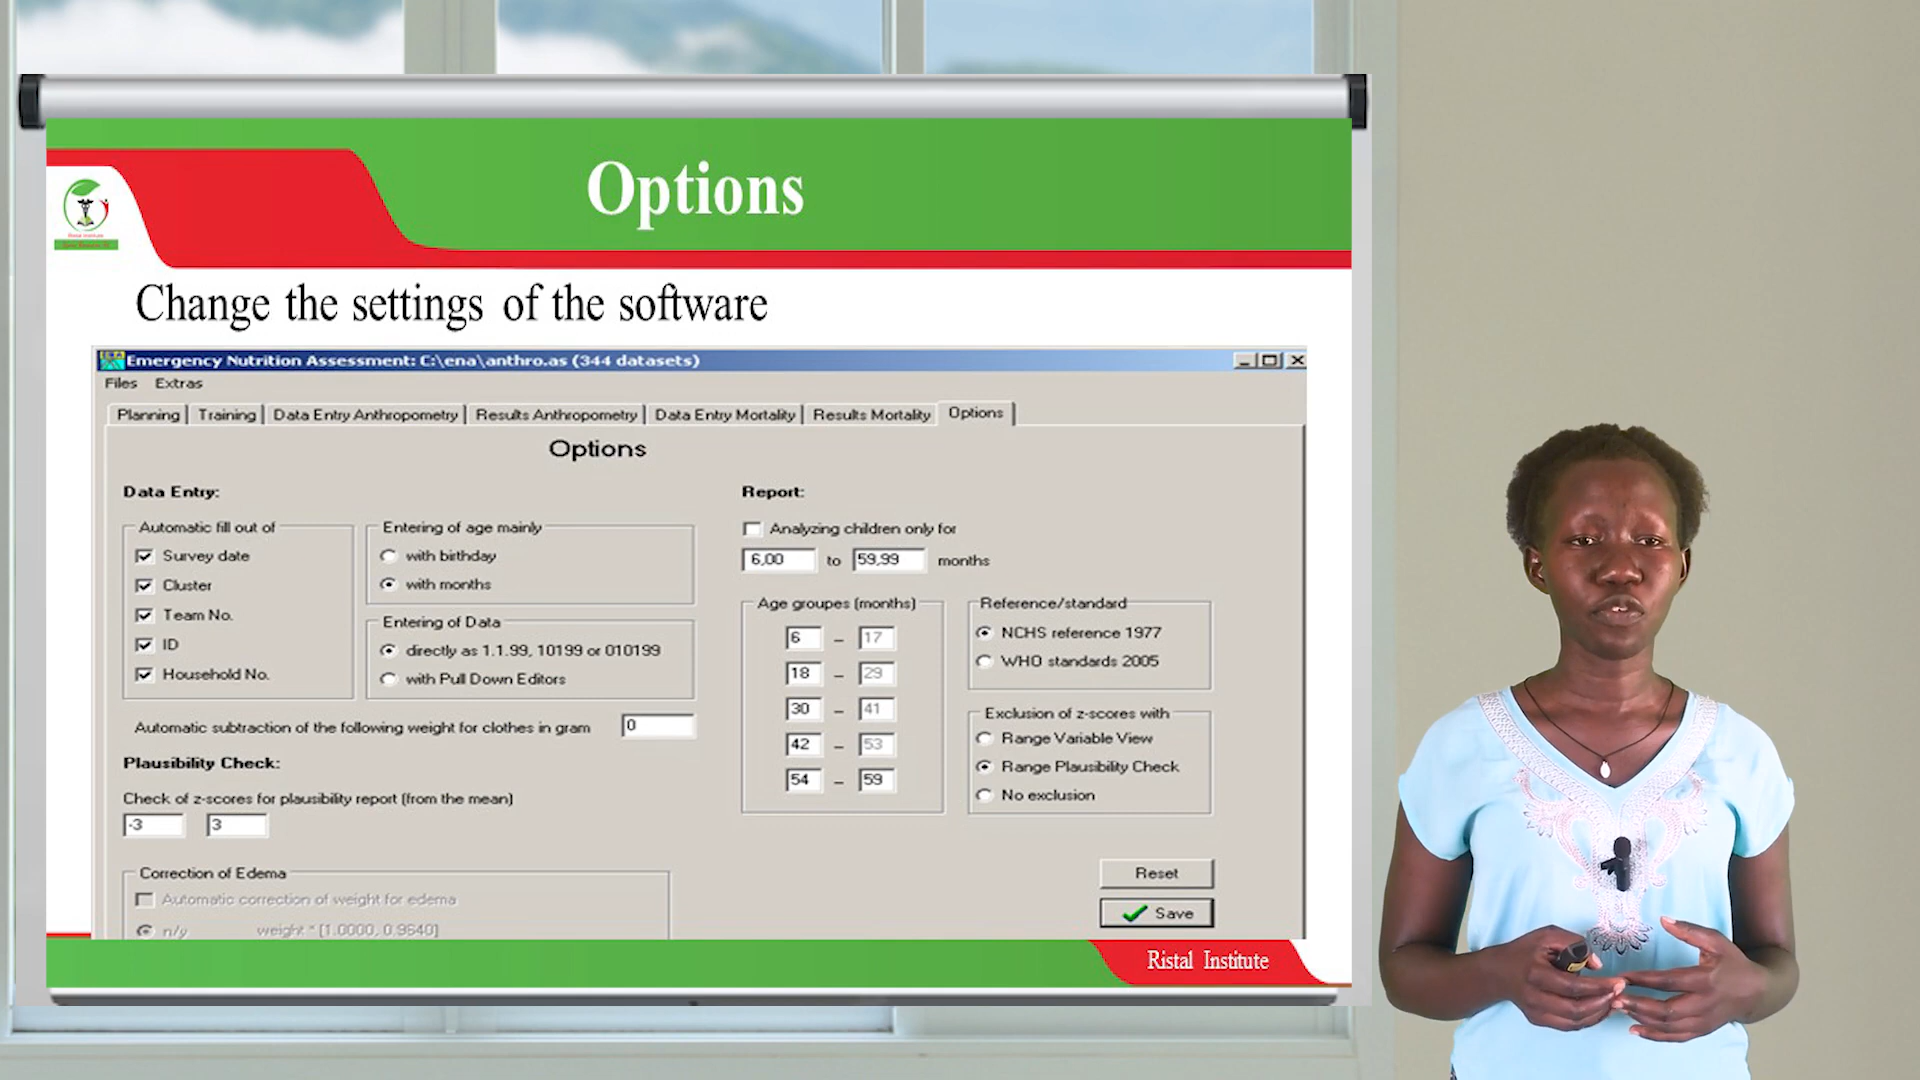 Options
Change the settings of the software
Emergency Nutrition Assessment: C:\ena\anthro.as (344 datasets)
Files Extras
Planning Training Data Entry Anthropometry Results Anthropometry Data Entry Mortality Results Mortality Options
Options
Data Entry:
Automatic fill out of
Survey date
Cluster
Team No.
ID
Household No.
Entering of age mainly
with birthday
with months
Entering of Data
directly as 1.1.99, 10199 or 010199
with Pull Down Editors
Automatic subtraction of the following weight for clothes in gram 0
Plausibility Check:
Check of z-scores for plausibility report (from the mean)
-3 3
Correction of Edema
Automatic correction of weight for edema
n/y weight * [1.0000, 0.9640]
Report:
Analyzing children only for
6,00 to 59,99 months
Age groupes (months)
6 - 17
18 - 29
30 - 41
42 - 53
54 - 59
Reference/standard
NCHS reference 1977
WHO standards 2005
Exclusion of z-scores with
Range Variable View
Range Plausibility Check
No exclusion
Reset
Save
Ristal Institute